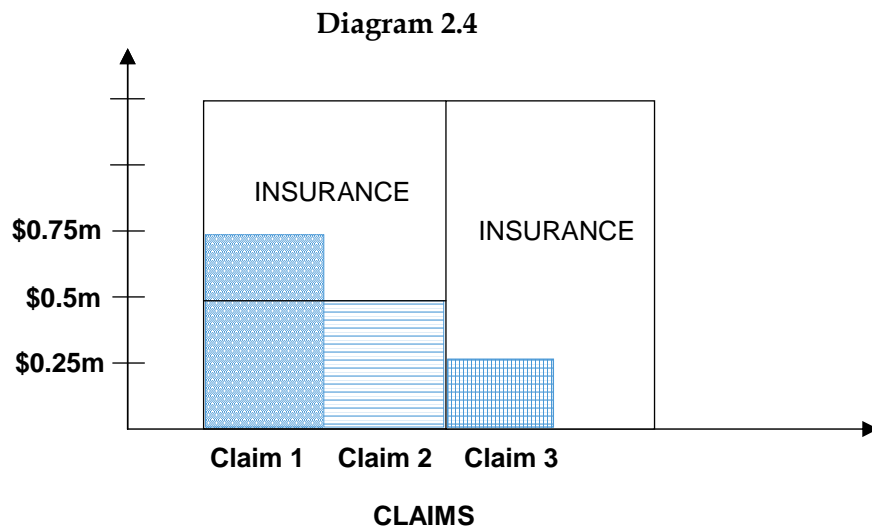 Diagram 2.4
INSURANCE
INSURANCE
$0.75m
$0.5m
$0.25m
Claim 1 Claim 2 Claim 3
CLAIMS